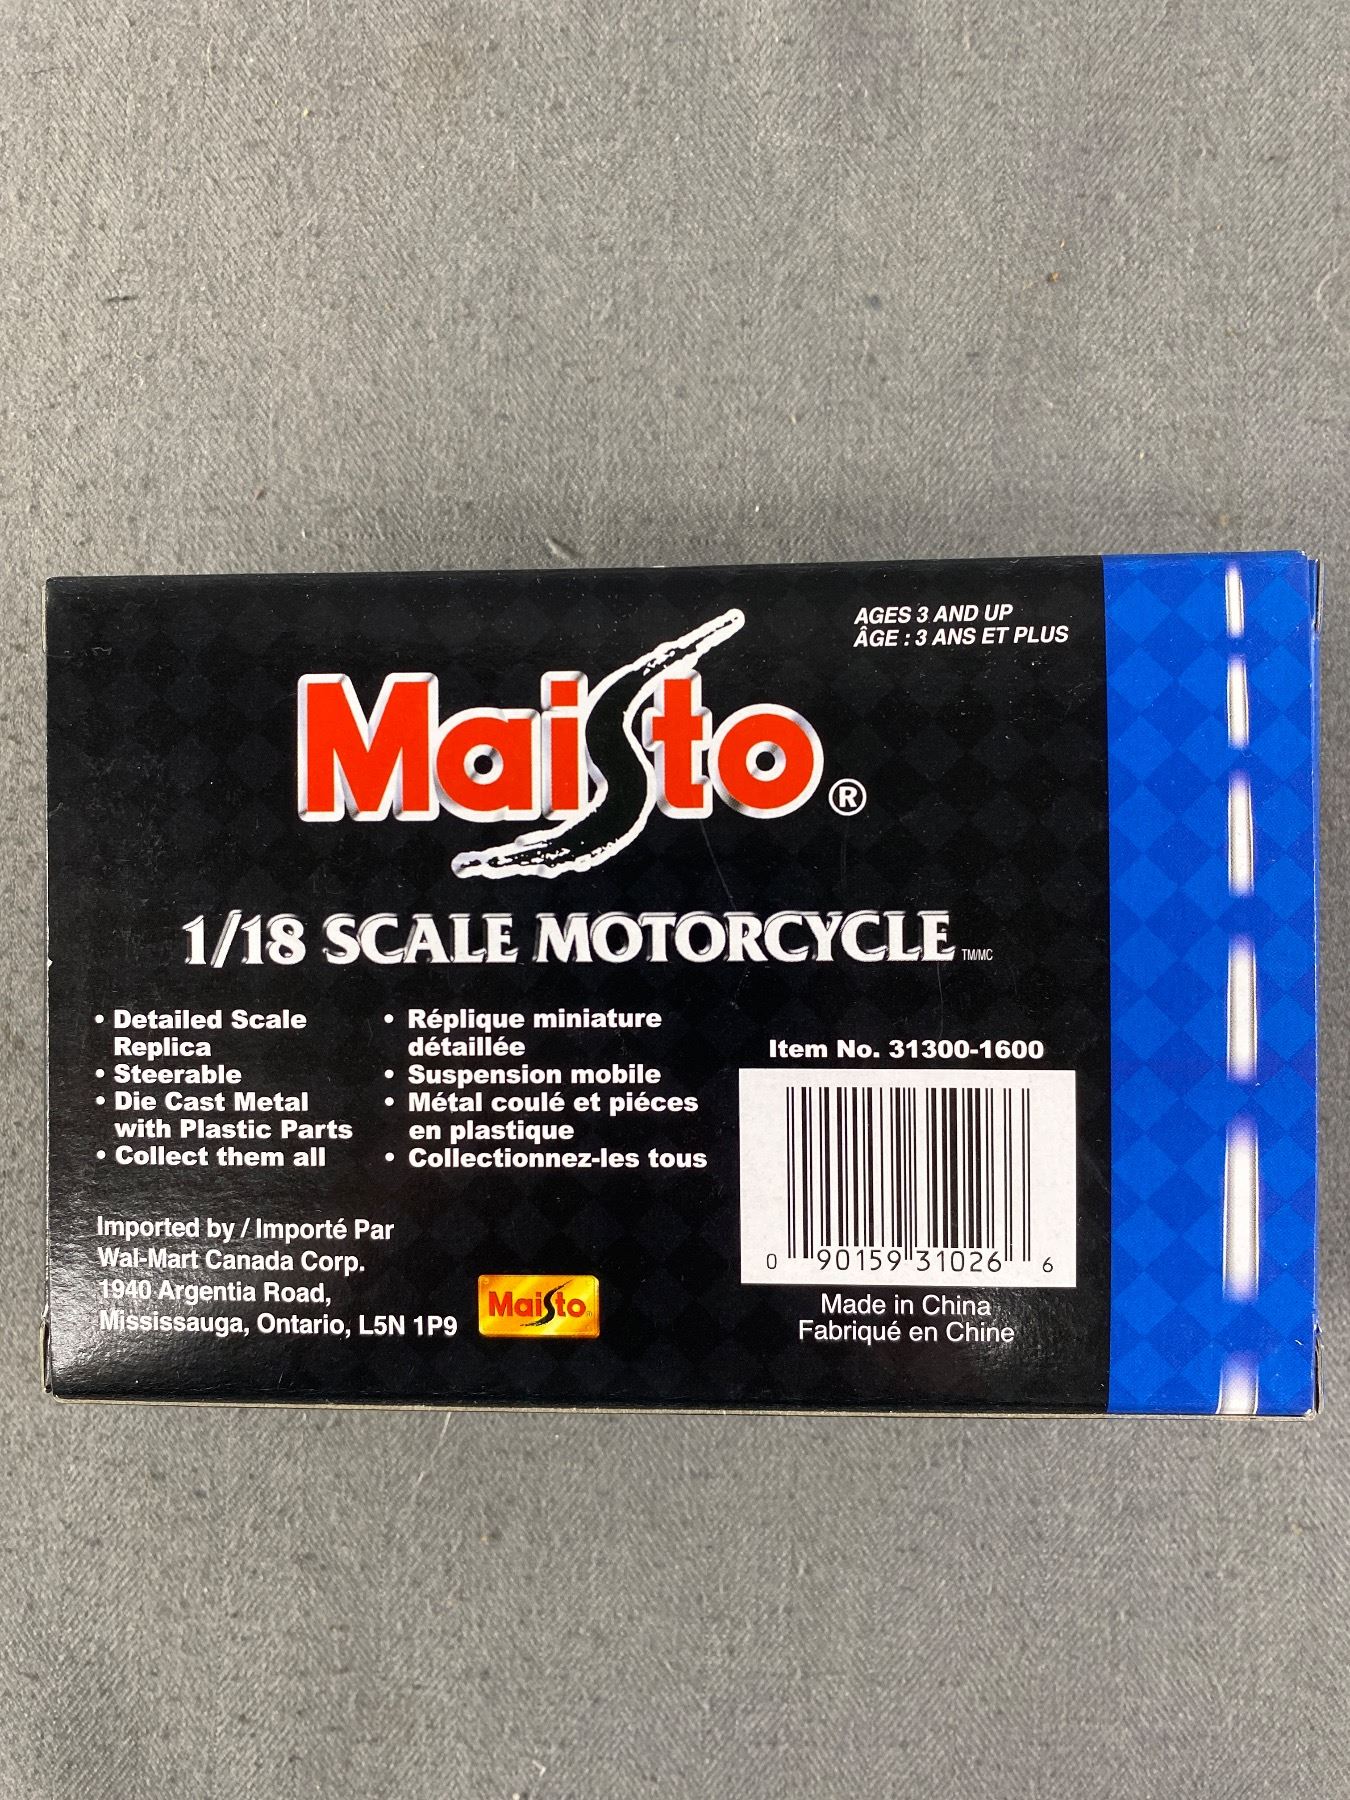 AGES 3 AND UP
ÂGE : 3 ANS ET PLUS
Maisto ®
1/18 SCALE MOTORCYCLE TM/MC
• Detailed Scale
Replica
• Steerable
• Die Cast Metal
with Plastic Parts
• Collect them all
• Réplique miniature
détaillée
• Suspension mobile
• Métal coulé et piéces
en plastique
• Collectionnez-les tous
Item No. 31300-1600
0 90159 31026 6
Made in China
Fabriqué en Chine
Imported by / Importé Par
Wal-Mart Canada Corp.
1940 Argentia Road,
Mississauga, Ontario, L5N 1P9
Maisto